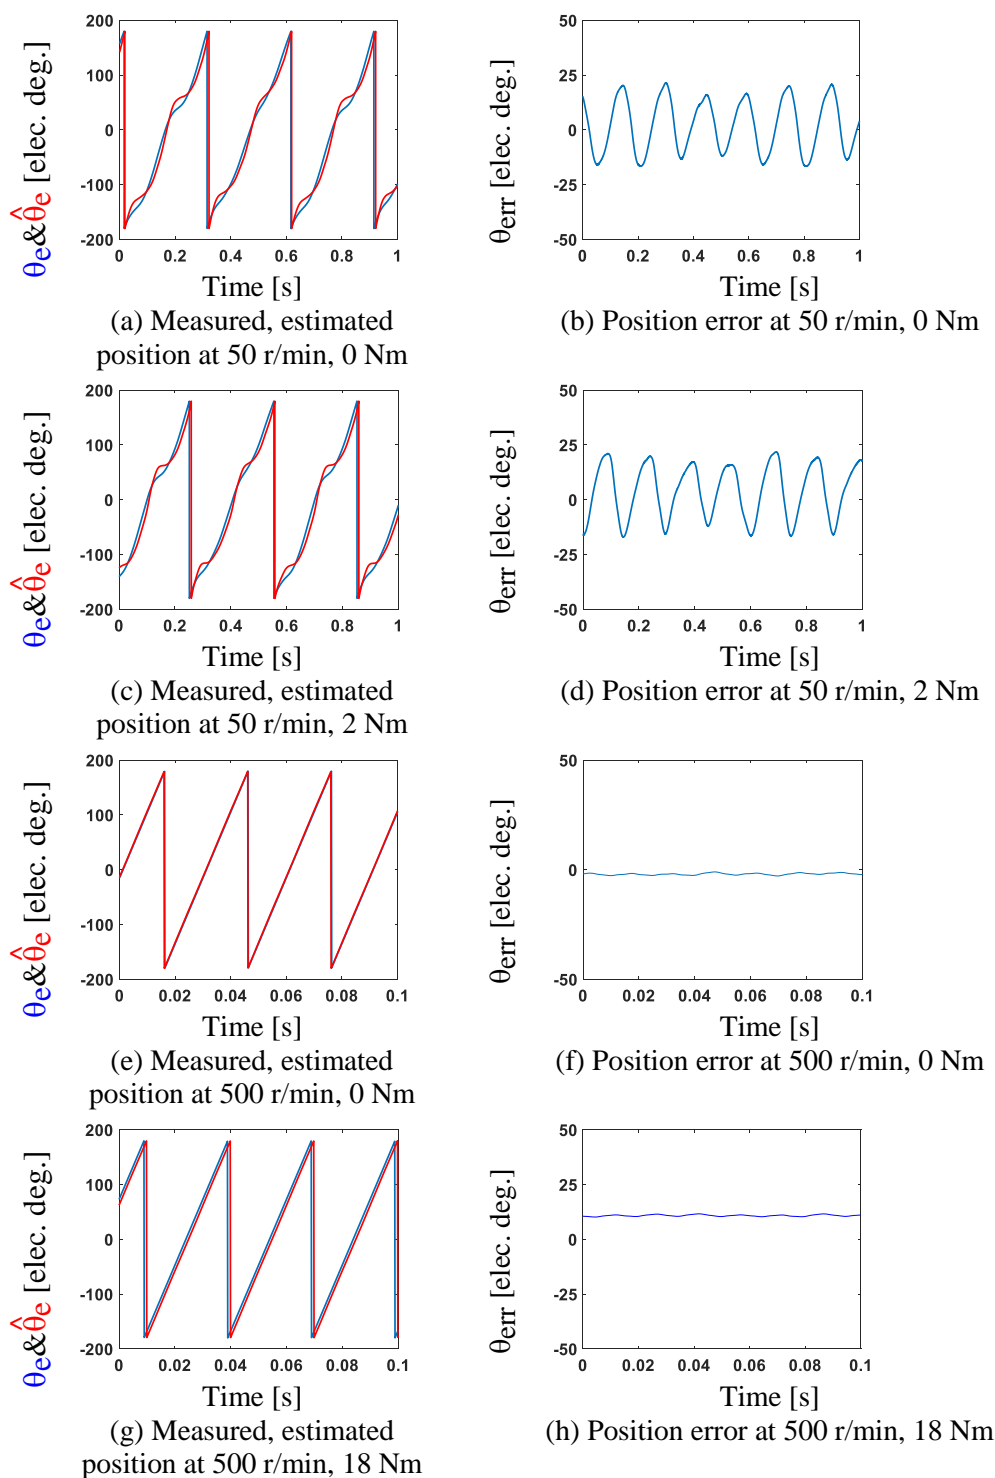 200
100
0
-100
-200
0 0.2 0.4 0.6 0.8 1
θe&θ̂e [elec. deg.]
Time [s]
(a) Measured, estimated
position at 50 r/min, 0 Nm
50
25
0
-25
-50
0 0.2 0.4 0.6 0.8 1
θerr [elec. deg.]
Time [s]
(b) Position error at 50 r/min, 0 Nm
200
100
0
-100
-200
0 0.2 0.4 0.6 0.8 1
θe&θ̂e [elec. deg.]
Time [s]
(c) Measured, estimated
position at 50 r/min, 2 Nm
50
25
0
-25
-50
0 0.2 0.4 0.6 0.8 1
θerr [elec. deg.]
Time [s]
(d) Position error at 50 r/min, 2 Nm
200
100
0
-100
-200
0 0.02 0.04 0.06 0.08 0.1
θe&θ̂e [elec. deg.]
Time [s]
(e) Measured, estimated
position at 500 r/min, 0 Nm
50
0
-50
0 0.02 0.04 0.06 0.08 0.1
θerr [elec. deg.]
Time [s]
(f) Position error at 500 r/min, 0 Nm
200
100
0
-100
-200
0 0.02 0.04 0.06 0.08 0.1
θe&θ̂e [elec. deg.]
Time [s]
(g) Measured, estimated
position at 500 r/min, 18 Nm
50
25
0
-25
-50
0 0.02 0.04 0.06 0.08 0.1
θerr [elec. deg.]
Time [s]
(h) Position error at 500 r/min, 18 Nm